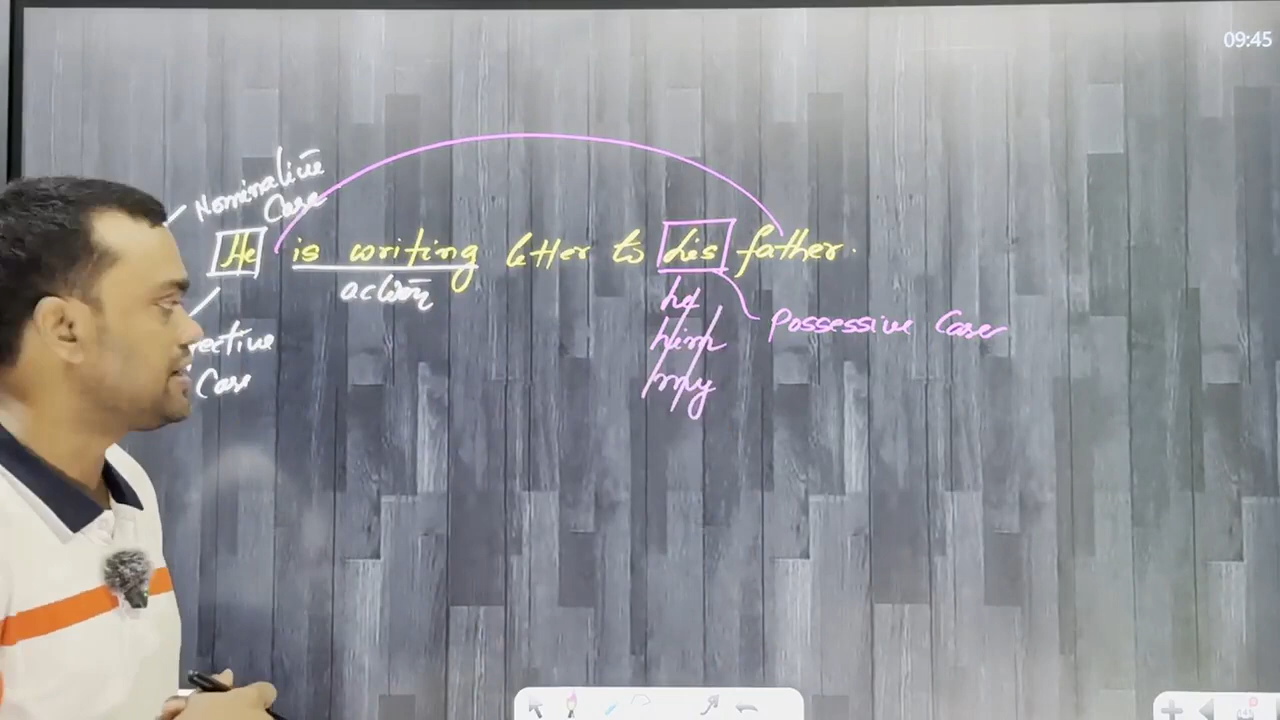 09:45
Nominative
Case
He is writing letter to his father.
action
he
him
my
Possessive Case
Case